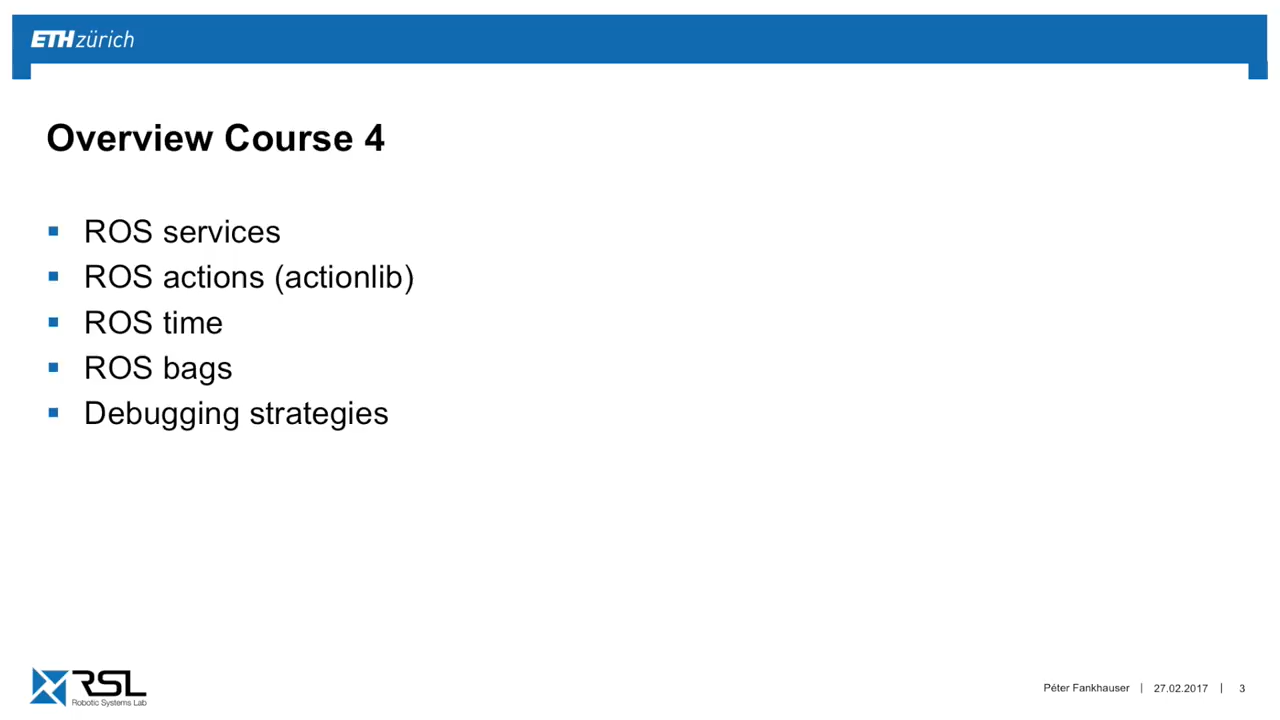 ETH zürich
Overview Course 4
ROS services
ROS actions (actionlib)
ROS time
ROS bags
Debugging strategies
RSL
Robotic Systems Lab
Péter Fankhauser | 27.02.2017 | 3